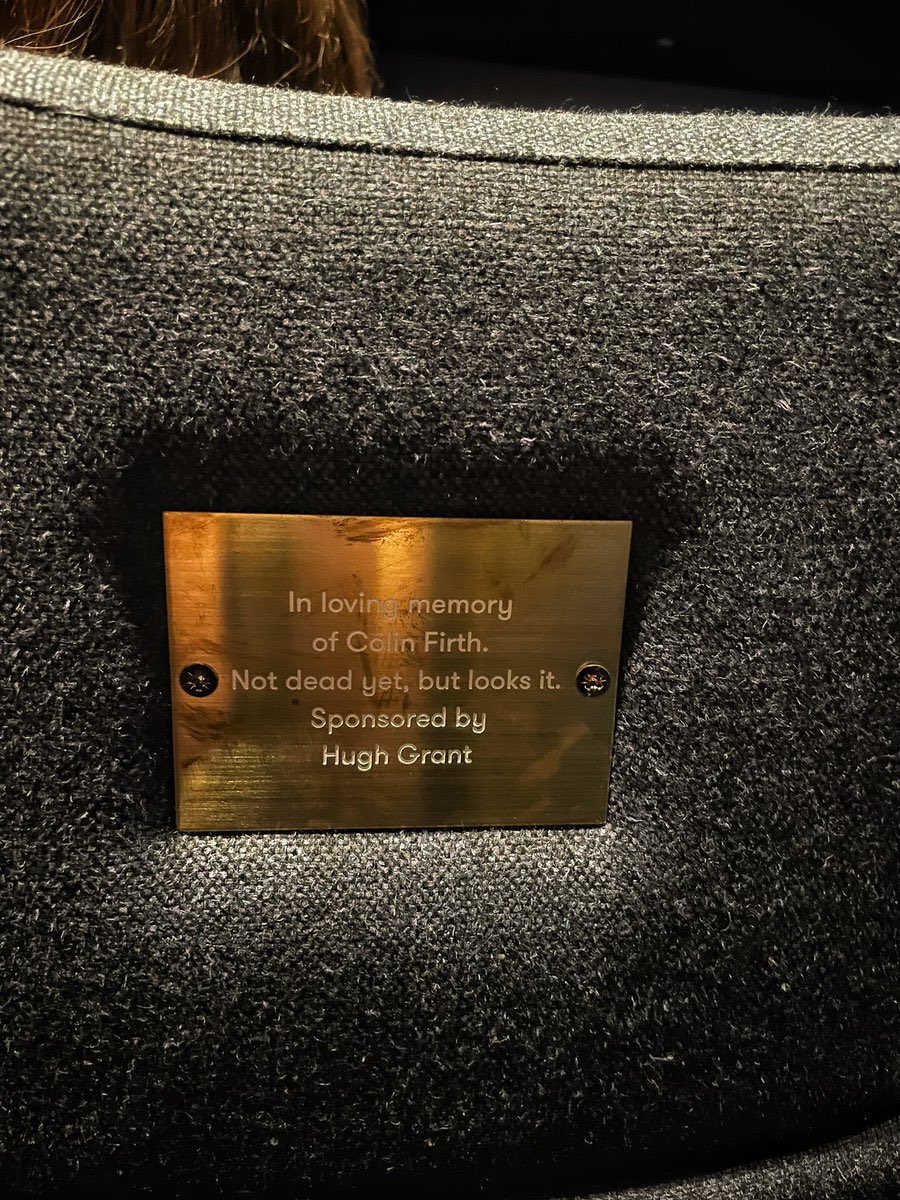 In loving memory
of Colin Firth.
Not dead yet, but looks it.
Sponsored by
Hugh Grant